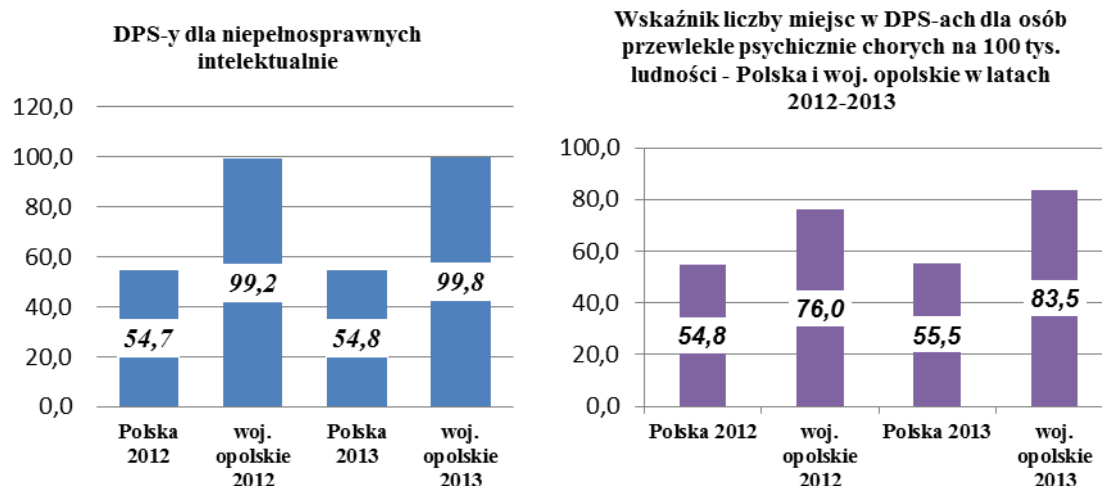 DPS-y dla niepełnosprawnych
intelektualnie
120,0
100,0
80,0
60,0
40,0
20,0
0,0
54,7
99,2
54,8
99,8
Polska
2012
woj.
opolskie
2012
Polska
2013
woj.
opolskie
2013
Wskaźnik liczby miejsc w DPS-ach dla osób
przewlekle psychicznie chorych na 100 tys.
ludności - Polska i woj. opolskie w latach
2012-2013
100,0
80,0
60,0
40,0
20,0
0,0
54,8
76,0
55,5
83,5
Polska 2012
woj.
opolskie
2012
Polska 2013
woj.
opolskie
2013